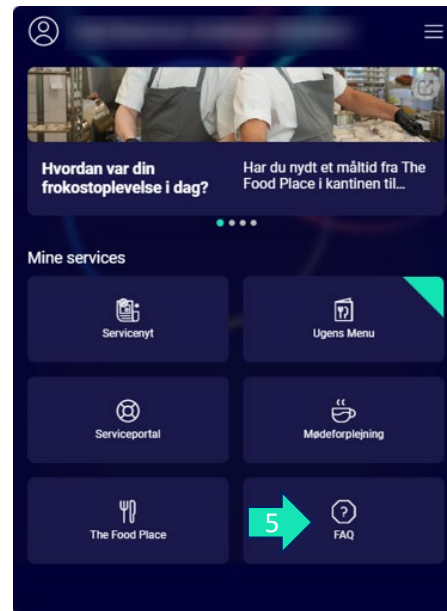 Hvordan var din
frokostoplevelse i dag?
Har du nydt et måltid fra The
Food Place i kantinen til...
Mine services
Servicenyt
Ugens Menu
Serviceportal
Mødeforplejning
The Food Place
5
?
FAQ